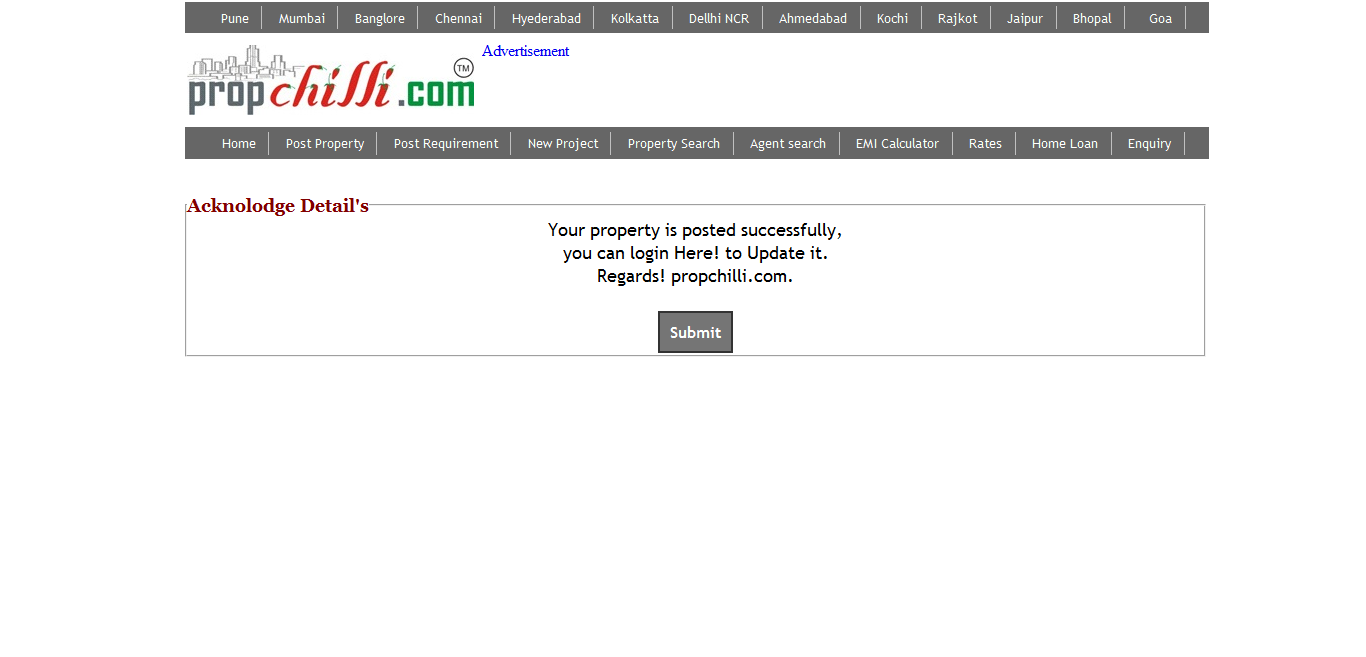 Pune Mumbai Banglore Chennai Hyederabad Kolkatta Dellhi NCR Ahmedabad Kochi Rajkot Jaipur Bhopal Goa
propchilli.com TM
Advertisement
Home Post Property Post Requirement New Project Property Search Agent search EMI Calculator Rates Home Loan Enquiry
Acknolodge Detail's
Your property is posted successfully,
you can login Here! to Update it.
Regards! propchilli.com.
Submit